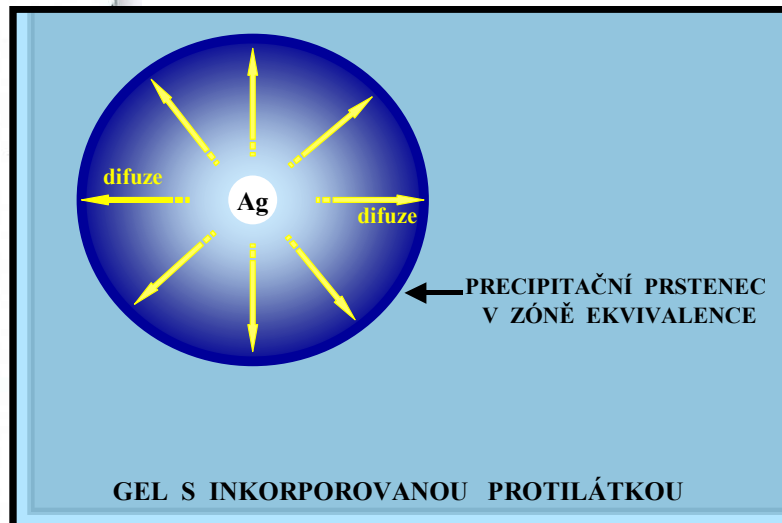 difuze
Ag
difuze
PRECIPITAČNÍ PRSTENEC
V ZÓNĚ EKVIVALENCE
GEL S INKORPOROVANOU PROTILÁTKOU